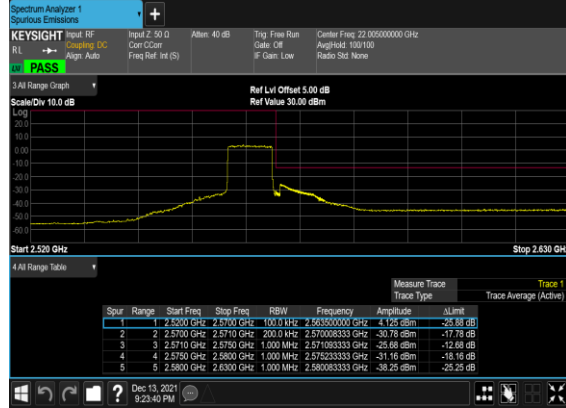 Spectrum Analyzer 1
Spurious Emissions
KEYSIGHT Input: RF Input Z: 50 Ω Atten: 40 dB Trig: Free Run Center Freq: 22.005000000 GHz
Coupling: DC Corr CCorr Gate: Off Avg|Hold: 100/100
RL Align: Auto Freq Ref: Int (S) IF Gain: Low Radio Std: None
PASS
3 All Range Graph
Ref Lvl Offset 5.00 dB
Scale/Div 10.0 dB Ref Value 30.00 dBm
Log
20.0
10.0
0.00
-10.0
-20.0
-30.0
-40.0
-50.0
-60.0
Start 2.520 GHz Stop 2.630 GHz
4 All Range Table
Measure Trace Trace 1
Trace Type Trace Average (Active)
Spur Range Start Freq Stop Freq RBW Frequency Amplitude ΔLimit
1 1 2.5200 GHz 2.5700 GHz 100.0 kHz 2.563500000 GHz 4.125 dBm -25.88 dB
2 2 2.5700 GHz 2.5710 GHz 200.0 kHz 2.570008333 GHz -30.78 dBm -17.78 dB
3 3 2.5710 GHz 2.5750 GHz 1.000 MHz 2.571093333 GHz -25.68 dBm -12.68 dB
4 4 2.5750 GHz 2.5800 GHz 1.000 MHz 2.575233333 GHz -31.16 dBm -18.16 dB
5 5 2.5800 GHz 2.6300 GHz 1.000 MHz 2.580083333 GHz -38.25 dBm -25.25 dB
Dec 13, 2021
9:23:40 PM